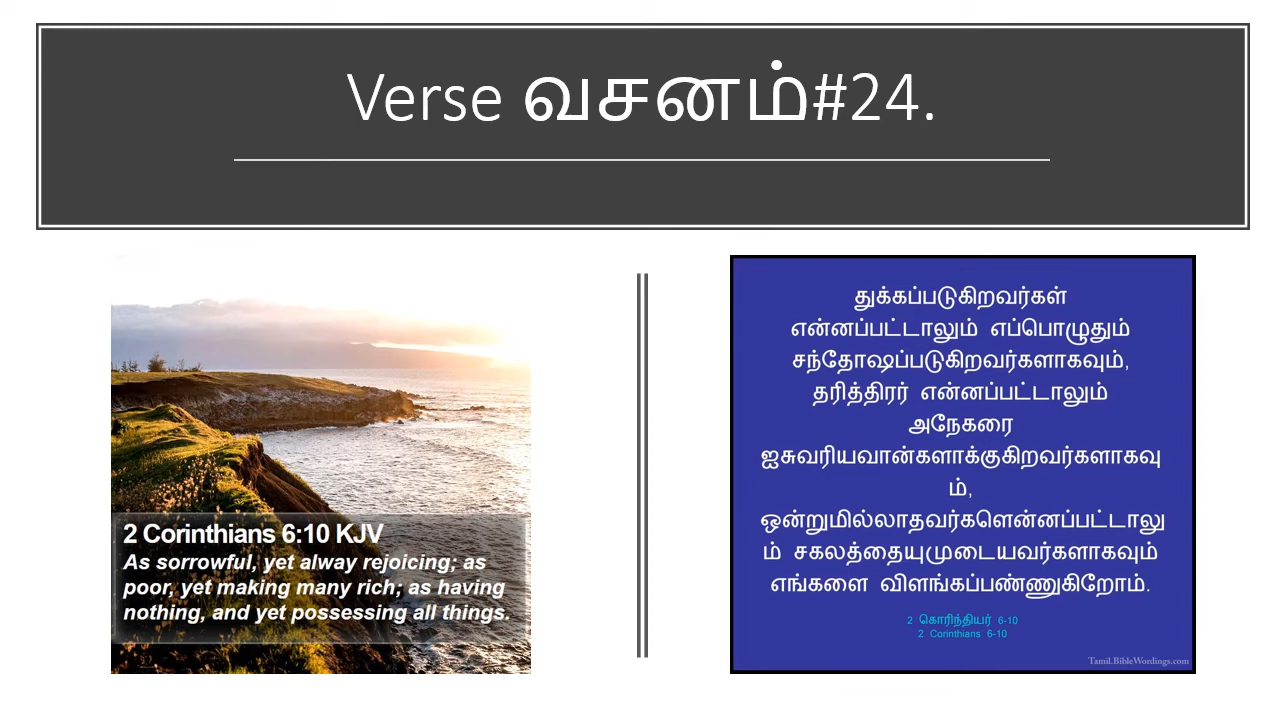 Verse வசனம்#24.
2 Corinthians 6:10 KJV
As sorrowful, yet alway rejoicing; as
poor, yet making many rich; as having
nothing, and yet possessing all things.
துக்கப்படுகிறவர்கள்
என்னப்பட்டாலும் எப்பொழுதும்
சந்தோஷப்படுகிறவர்களாகவும்,
தரித்திரர் என்னப்பட்டாலும்
அநேகரை
ஐசுவரியவான்களாக்குகிறவர்களாகவு
ம்,
ஒன்றுமில்லாதவர்களென்னப்பட்டாலு
ம் சகலத்தையுமுடையவர்களாகவும்
எங்களை விளங்கப்பண்ணுகிறோம்.
2 கொரிந்தியர் 6-10
2 Corinthians 6-10
Tamil.BibleWordings.com